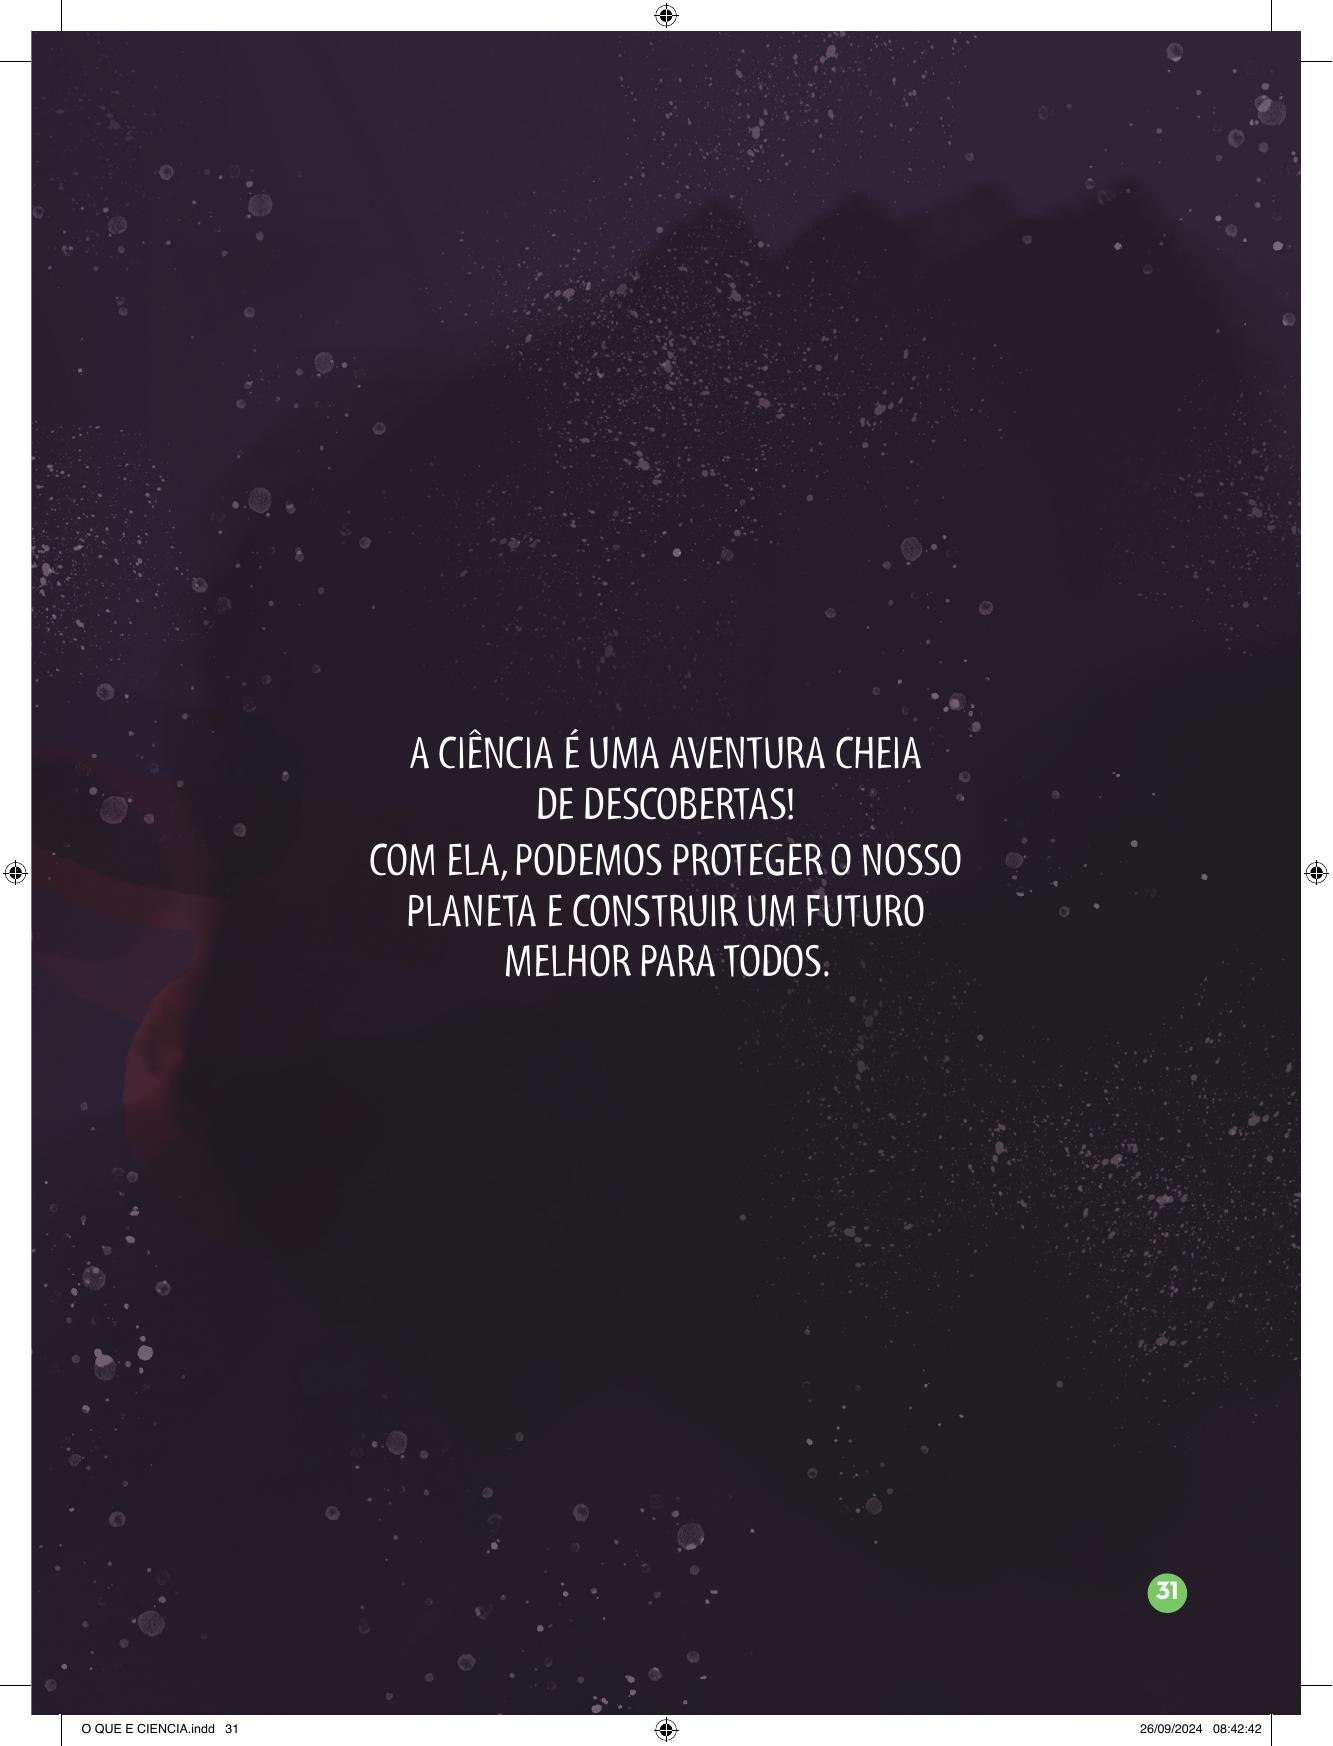 A CIÊNCIA É UMA AVENTURA CHEIA
DE DESCOBERTAS!
COM ELA, PODEMOS PROTEGER O NOSSO
PLANETA E CONSTRUIR UM FUTURO
MELHOR PARA TODOS.
31
O QUE E CIENCIA.indd 31
26/09/2024 08:42:42